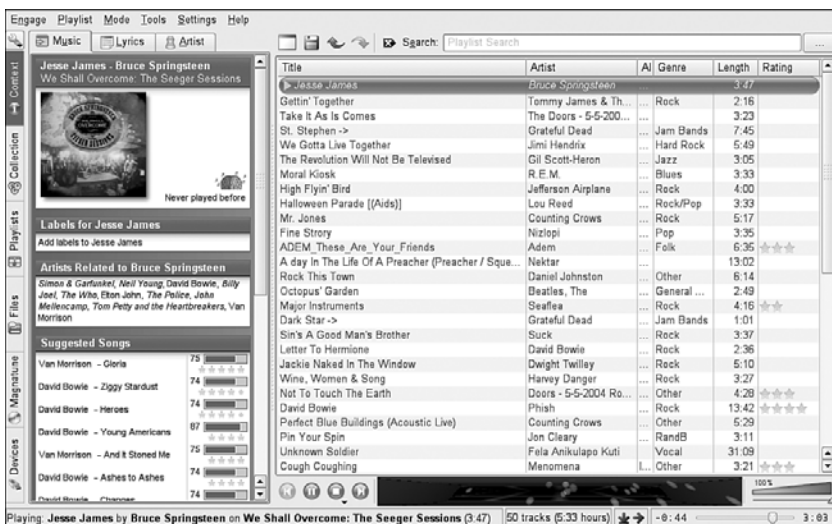 Engage Playlist Mode Tools Settings Help
Music Lyrics Artist
Search: Playlist Search ...
Context
Collection
Playlists
Files
Magnatune
Devices
Jesse James - Bruce Springsteen
We Shall Overcome: The Seeger Sessions
Never played before
Labels for Jesse James
Add labels to Jesse James
Artists Related to Bruce Springsteen
Simon & Garfunkel, Neil Young, David Bowie, Billy
Joel, The Who, Elton John, The Police, John
Mellencamp, Tom Petty and the Heartbreakers, Van
Morrison
Suggested Songs
Van Morrison - Gloria 75
David Bowie - Ziggy Stardust 74
David Bowie - Heroes 74
David Bowie - Young Americans 87
Van Morrison - And It Stoned Me 75
David Bowie - Ashes to Ashes 74
David Bowie - Changes 74
Title Artist Al Genre Length Rating
Jesse James Bruce Springsteen ... 3:47
Gettin' Together Tommy James & Th... ... Rock 2:16
Take It As Is Comes The Doors - 5-5-200... ... 3:23
St. Stephen -> Grateful Dead ... Jam Bands 7:45
We Gotta Live Together Jimi Hendrix ... Hard Rock 5:49
The Revolution Will Not Be Televised Gil Scott-Heron ... Jazz 3:05
Moral Kiosk R.E.M. ... Blues 3:33
High Flyin' Bird Jefferson Airplane ... Rock 4:00
Halloween Parade [(Aids)] Lou Reed ... Rock/Pop 3:33
Mr. Jones Counting Crows ... Rock 5:17
Fine Strory Nizlopi ... Pop 3:35
ADEM_These_Are_Your_Friends Adem ... Folk 6:35
A day In The Life Of A Preacher (Preacher / Sque... Nektar ... 13:02
Rock This Town Daniel Johnston ... Other 6:14
Octopus' Garden Beatles, The ... General ... 2:49
Major Instruments Seaflea ... Rock 4:16
Dark Star -> Grateful Dead ... Jam Bands 1:01
Sin's A Good Man's Brother Suck ... Rock 3:37
Letter To Hermione David Bowie ... Rock 2:36
Jackie Naked In The Window Dwight Twilley ... Rock 5:10
Wine, Women & Song Harvey Danger ... Rock 3:27
Not To Touch The Earth Doors - 5-5-2004 Ro... ... Other 4:28
David Bowie Phish ... Rock 13:42
Perfect Blue Buildings (Acoustic Live) Counting Crows ... Other 5:29
Pin Your Spin Jon Cleary ... RandB 3:11
Unknown Soldier Fela Anikulapo Kuti Vocal 31:09
Cough Coughing Menomena I... Other 3:21
100%
Playing: Jesse James by Bruce Springsteen on We Shall Overcome: The Seeger Sessions (3:47) 50 tracks (5:33 hours) -0:44 3:03